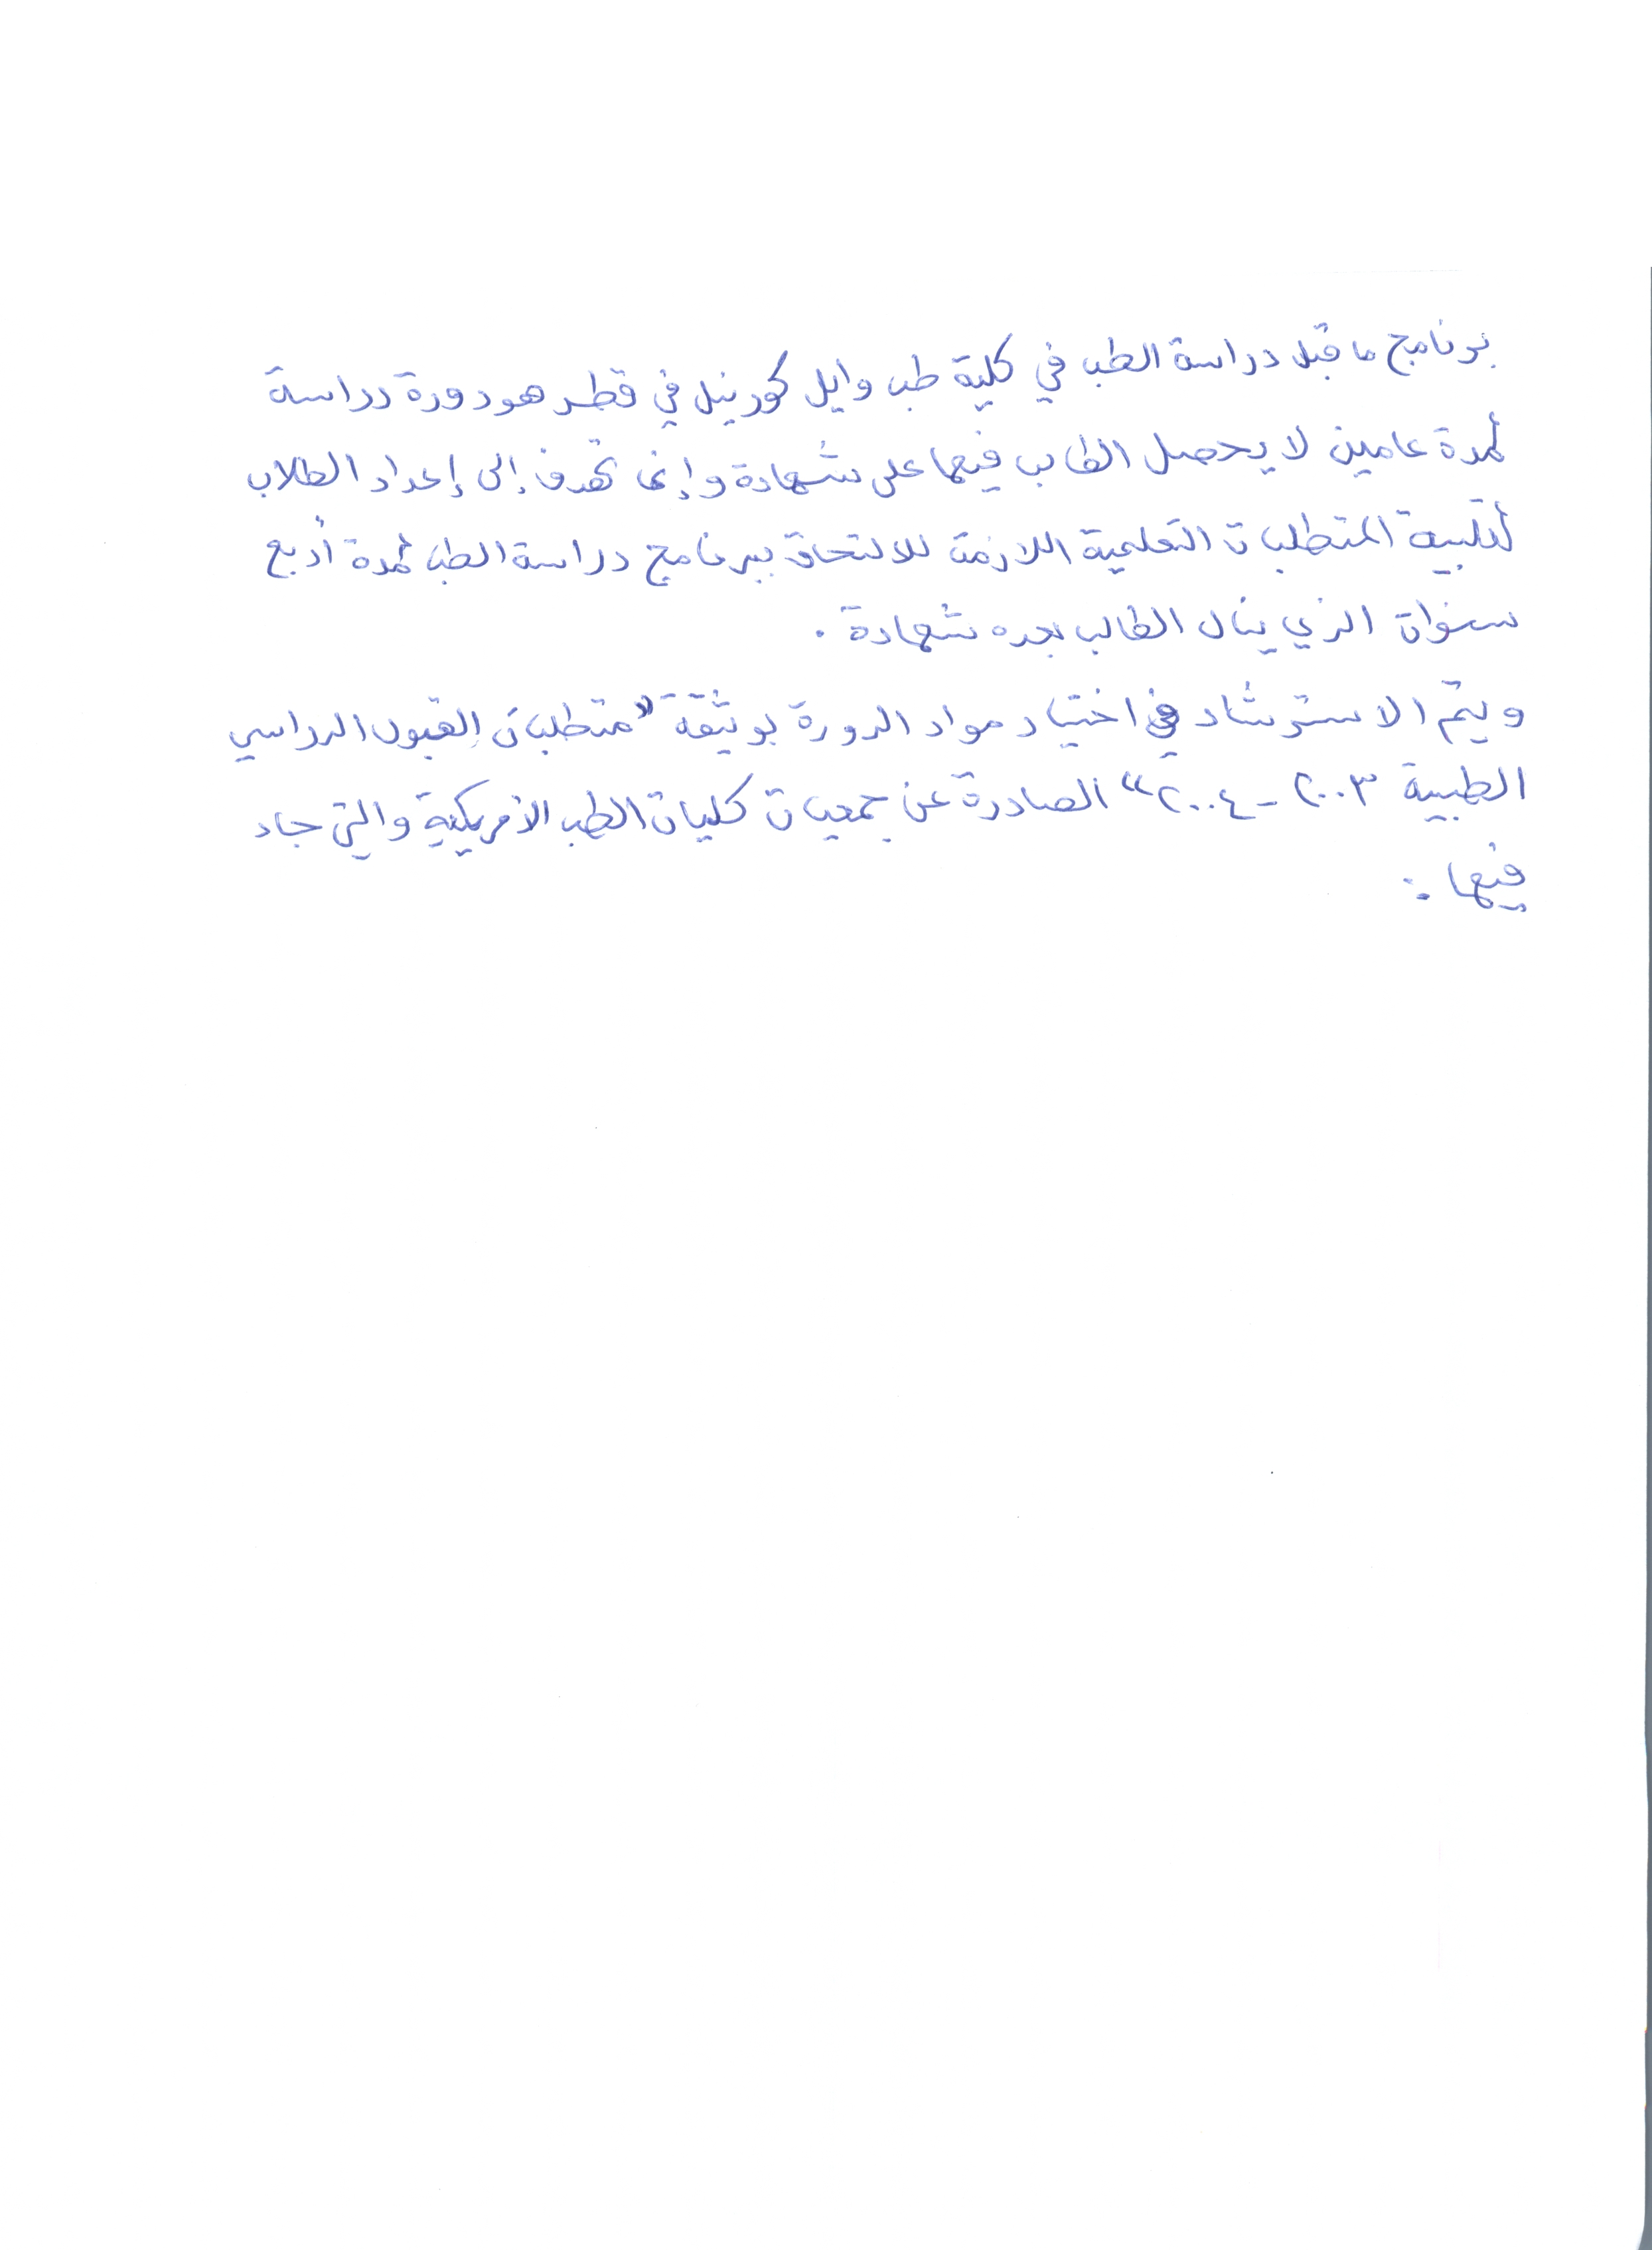 برنامج ما قبل دراسة الطب في كلية طب وايل كورنيل في قطر هو دورة دراسة
لمدة عامين لا يحصل الطالب فيها على شهادة وإنما تهدف إلى إعداد الطلاب
لتلبية المتطلبات التعلمية اللازمة للالتحاق ببرنامج دراسة الطب لمدة أربع
سنوات الذي ينال الطالب بعده شهادة .
ويتم الاسترشاد في اختيار مواد الدورة بوثيقة "متطلبات القبول الدراسي
الطبية ٢٠٠٣ - ٢٠٠٤" الصادرة عن جمعيات كليات الطب الأمريكية والتي جاء
فيها :